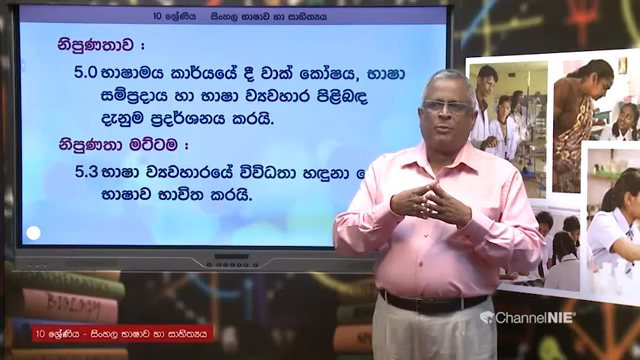 10 ශ්‍රේණිය සිංහල භාෂාව හා සාහිත්‍යය
නිපුණතාව :
5.0 භාෂාමය කාර්යයේ දී වාක් කෝෂය, භාෂා
සම්ප්‍රදාය හා භාෂා ව්‍යවහාර පිළිබඳ
දැනුම ප්‍රදර්ශනය කරයි.
නිපුණතා මට්ටම :
5.3 භාෂා ව්‍යවහාරයේ විවිධතා හඳුනා
භාෂාව භාවිත කරයි.
BIOLOGY
ChannelNIE
10 ශ්‍රේණිය - සිංහල භාෂාව හා සාහිත්‍යය